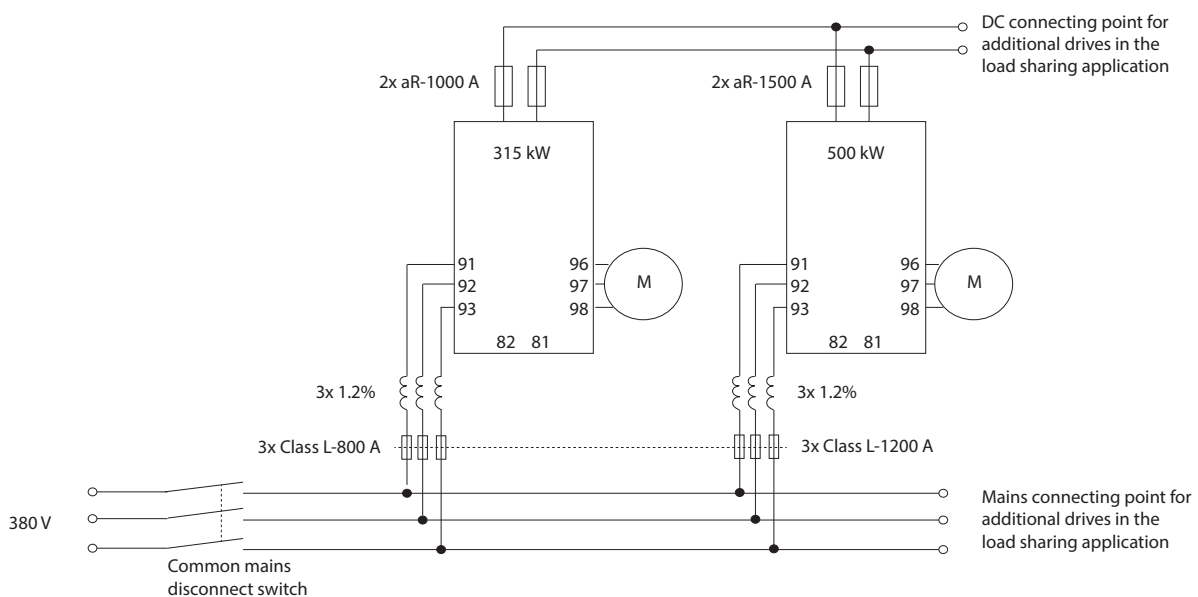 DC connecting point for
additional drives in the
load sharing application
2x aR-1000 A
2x aR-1500 A
315 kW
500 kW
91
92
93
96
97
98
M
82 81
91
92
93
96
97
98
M
82 81
3x 1.2%
3x 1.2%
3x Class L-800 A
3x Class L-1200 A
380 V
Common mains
disconnect switch
Mains connecting point for
additional drives in the
load sharing application
130BF758.10